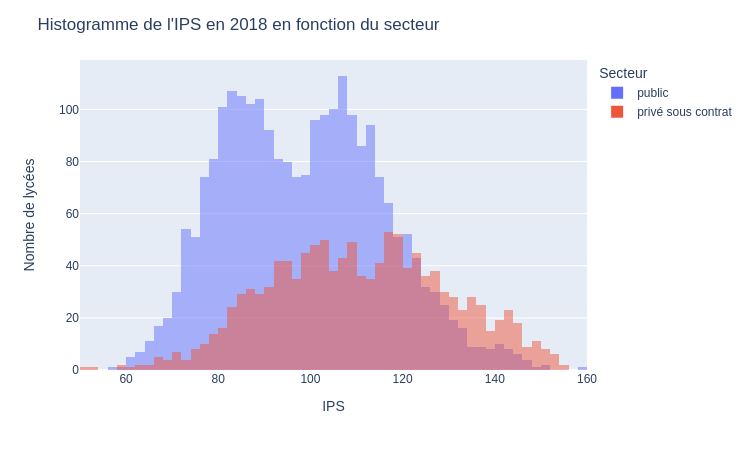 Histogramme de l'IPS en 2018 en fonction du secteur
Secteur
public
privé sous contrat
Nombre de lycées
100
80
60
40
20
0
60
80
100
120
140
160
IPS